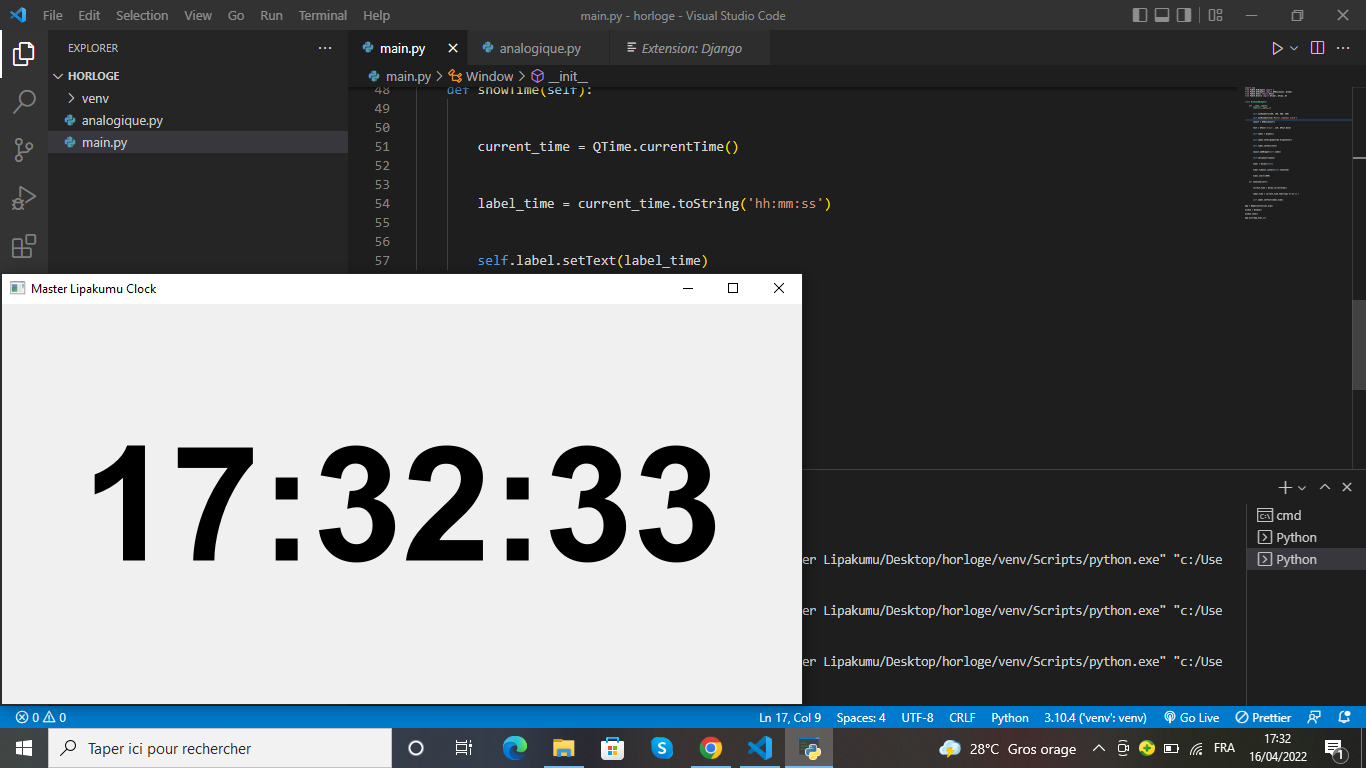 File Edit Selection View Go Run Terminal Help main.py - horloge - Visual Studio Code
EXPLORER
HORLOGE
venv
analogique.py
main.py
main.py analogique.py Extension: Django
main.py > Window > __init__
48 def showTime(self):
49
50
51 current_time = QTime.currentTime()
52
53
54 label_time = current_time.toString('hh:mm:ss')
55
56
57 self.label.setText(label_time)
Master Lipakumu Clock
17:32:33
cmd
Python
Python
er Lipakumu/Desktop/horloge/venv/Scripts/python.exe" "c:/Use
er Lipakumu/Desktop/horloge/venv/Scripts/python.exe" "c:/Use
er Lipakumu/Desktop/horloge/venv/Scripts/python.exe" "c:/Use
0 0 Ln 17, Col 9 Spaces: 4 UTF-8 CRLF Python 3.10.4 ('venv': venv) Go Live Prettier
Taper ici pour rechercher
28°C Gros orage
FRA
17:32
16/04/2022
1